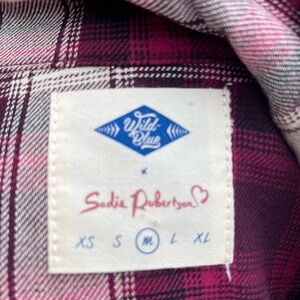 Wild
Blue
x
Sadie Robertson
XS S M L XL